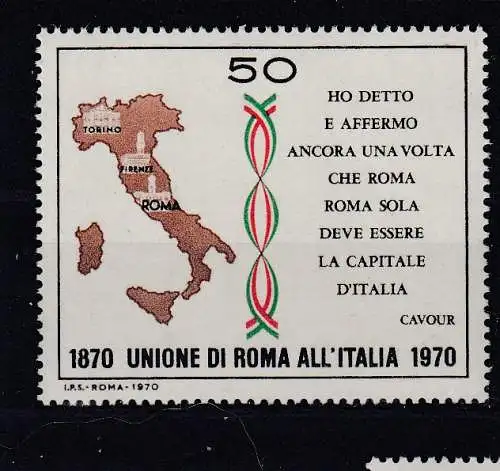 50
HO DETTO
E AFFERMO
ANCORA UNA VOLTA
CHE ROMA
ROMA SOLA
DEVE ESSERE
LA CAPITALE
D'ITALIA
CAVOUR
TORINO
FIRENZE
ROMA
1870 UNIONE DI ROMA ALL'ITALIA 1970
I.P.S.-ROMA-1970